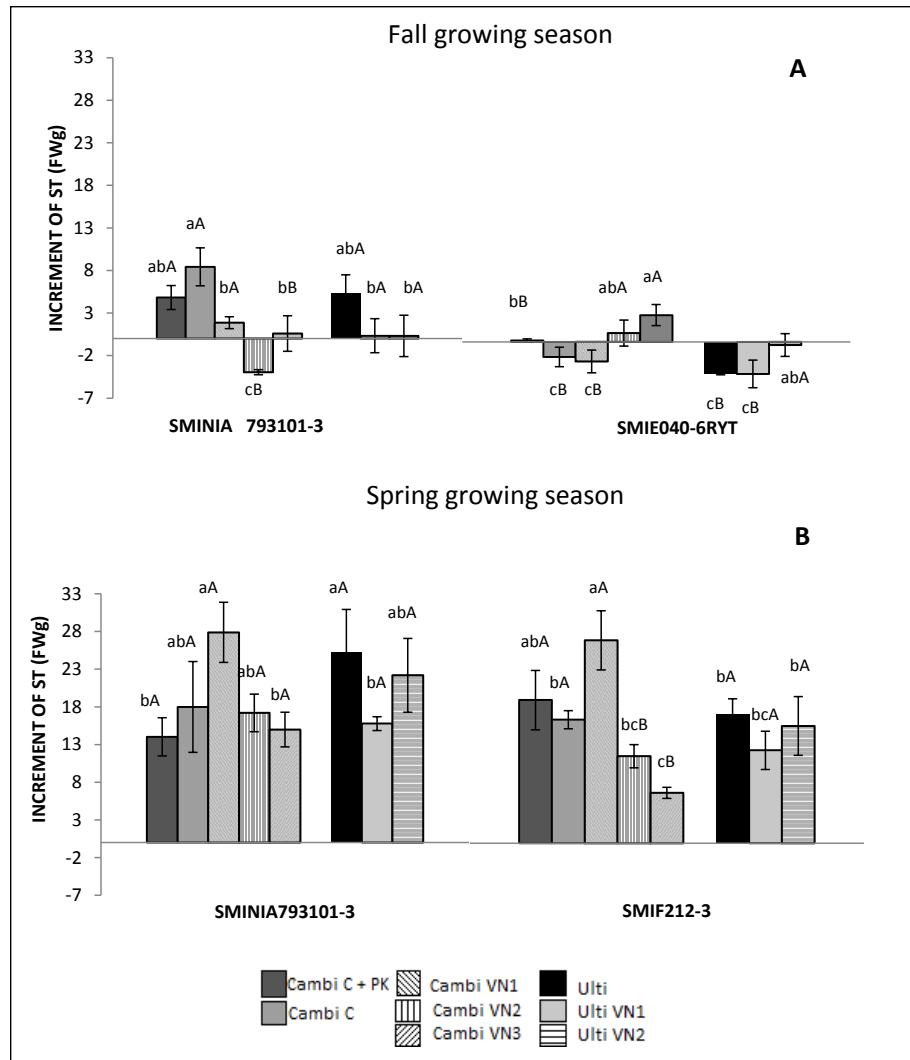 Fall growing season
A
INCREMENT OF ST (FWg)
33
28
23
18
13
8
3
-2
-7
abA
aA
bA
cB
bB
abA
bA
bA
bB
cB
cB
abA
aA
cB
cB
abA
SMINIA 793101-3
SMIE040-6RYT
Spring growing season
B
INCREMENT OF ST (FWg)
33
28
23
18
13
8
3
-2
-7
bA
abA
aA
abA
bA
aA
bA
abA
abA
bA
aA
bcB
cB
bA
bcA
bA
SMINIA793101-3
SMIF212-3
Cambi C + PK
Cambi C
Cambi VN1
Cambi VN2
Cambi VN3
Ulti
Ulti VN1
Ulti VN2